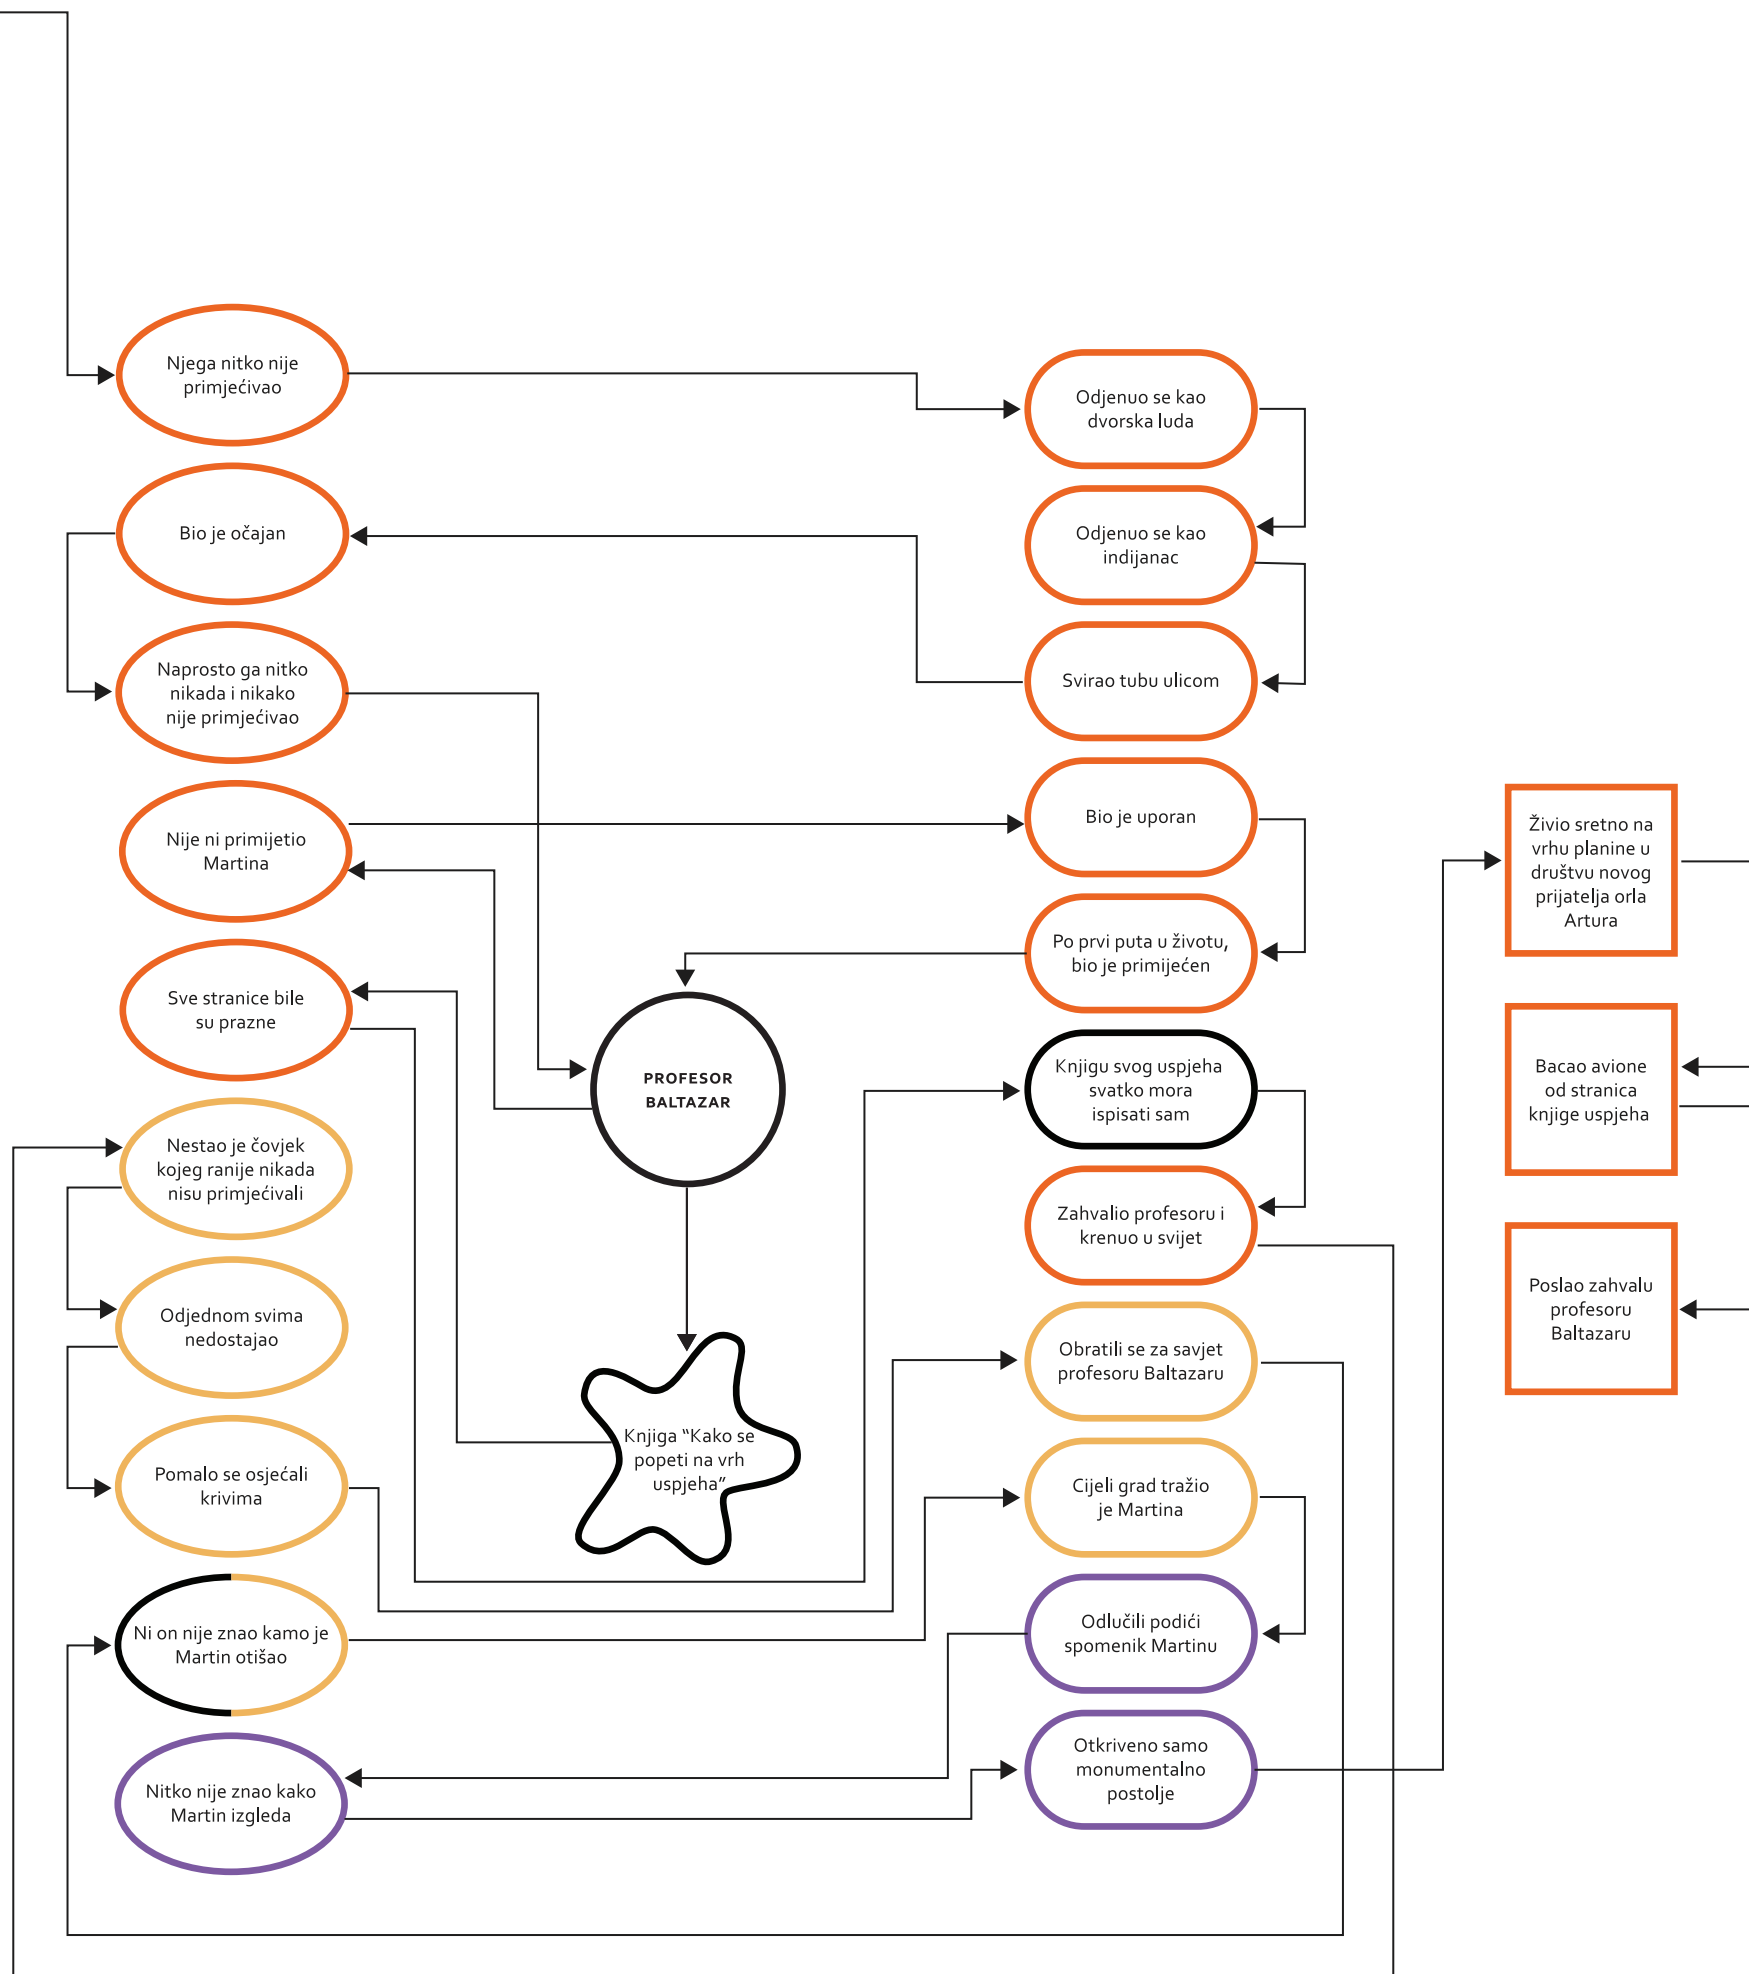 Njega nitko nije
primjećivao
Bio je očajan
Naprosto ga nitko
nikada i nikako
nije primjećivao
Nije ni primijetio
Martina
Sve stranice bile
su prazne
Nestao je čovjek
kojeg ranije nikada
nisu primjećivali
Odjednom svima
nedostajao
Pomalo se osjećali
krivima
Ni on nije znao kamo je
Martin otišao
Nitko nije znao kako
Martin izgleda
PROFESOR
BALTAZAR
Knjiga “Kako se
popeti na vrh
uspjeha”
Odjenuo se kao
dvorska luda
Odjenuo se kao
indijanac
Svirao tubu ulicom
Bio je uporan
Po prvi puta u životu,
bio je primijećen
Knjigu svog uspjeha
svatko mora
ispisati sam
Zahvalio profesoru i
krenuo u svijet
Obratili se za savjet
profesoru Baltazaru
Cijeli grad tražio
je Martina
Odlučili podići
spomenik Martinu
Otkriveno samo
monumentalno
postolje
Živio sretno na
vrhu planine u
društvu novog
prijatelja orla
Artura
Bacao avione
od stranica
knjige uspjeha
Poslao zahvalu
profesoru
Baltazaru